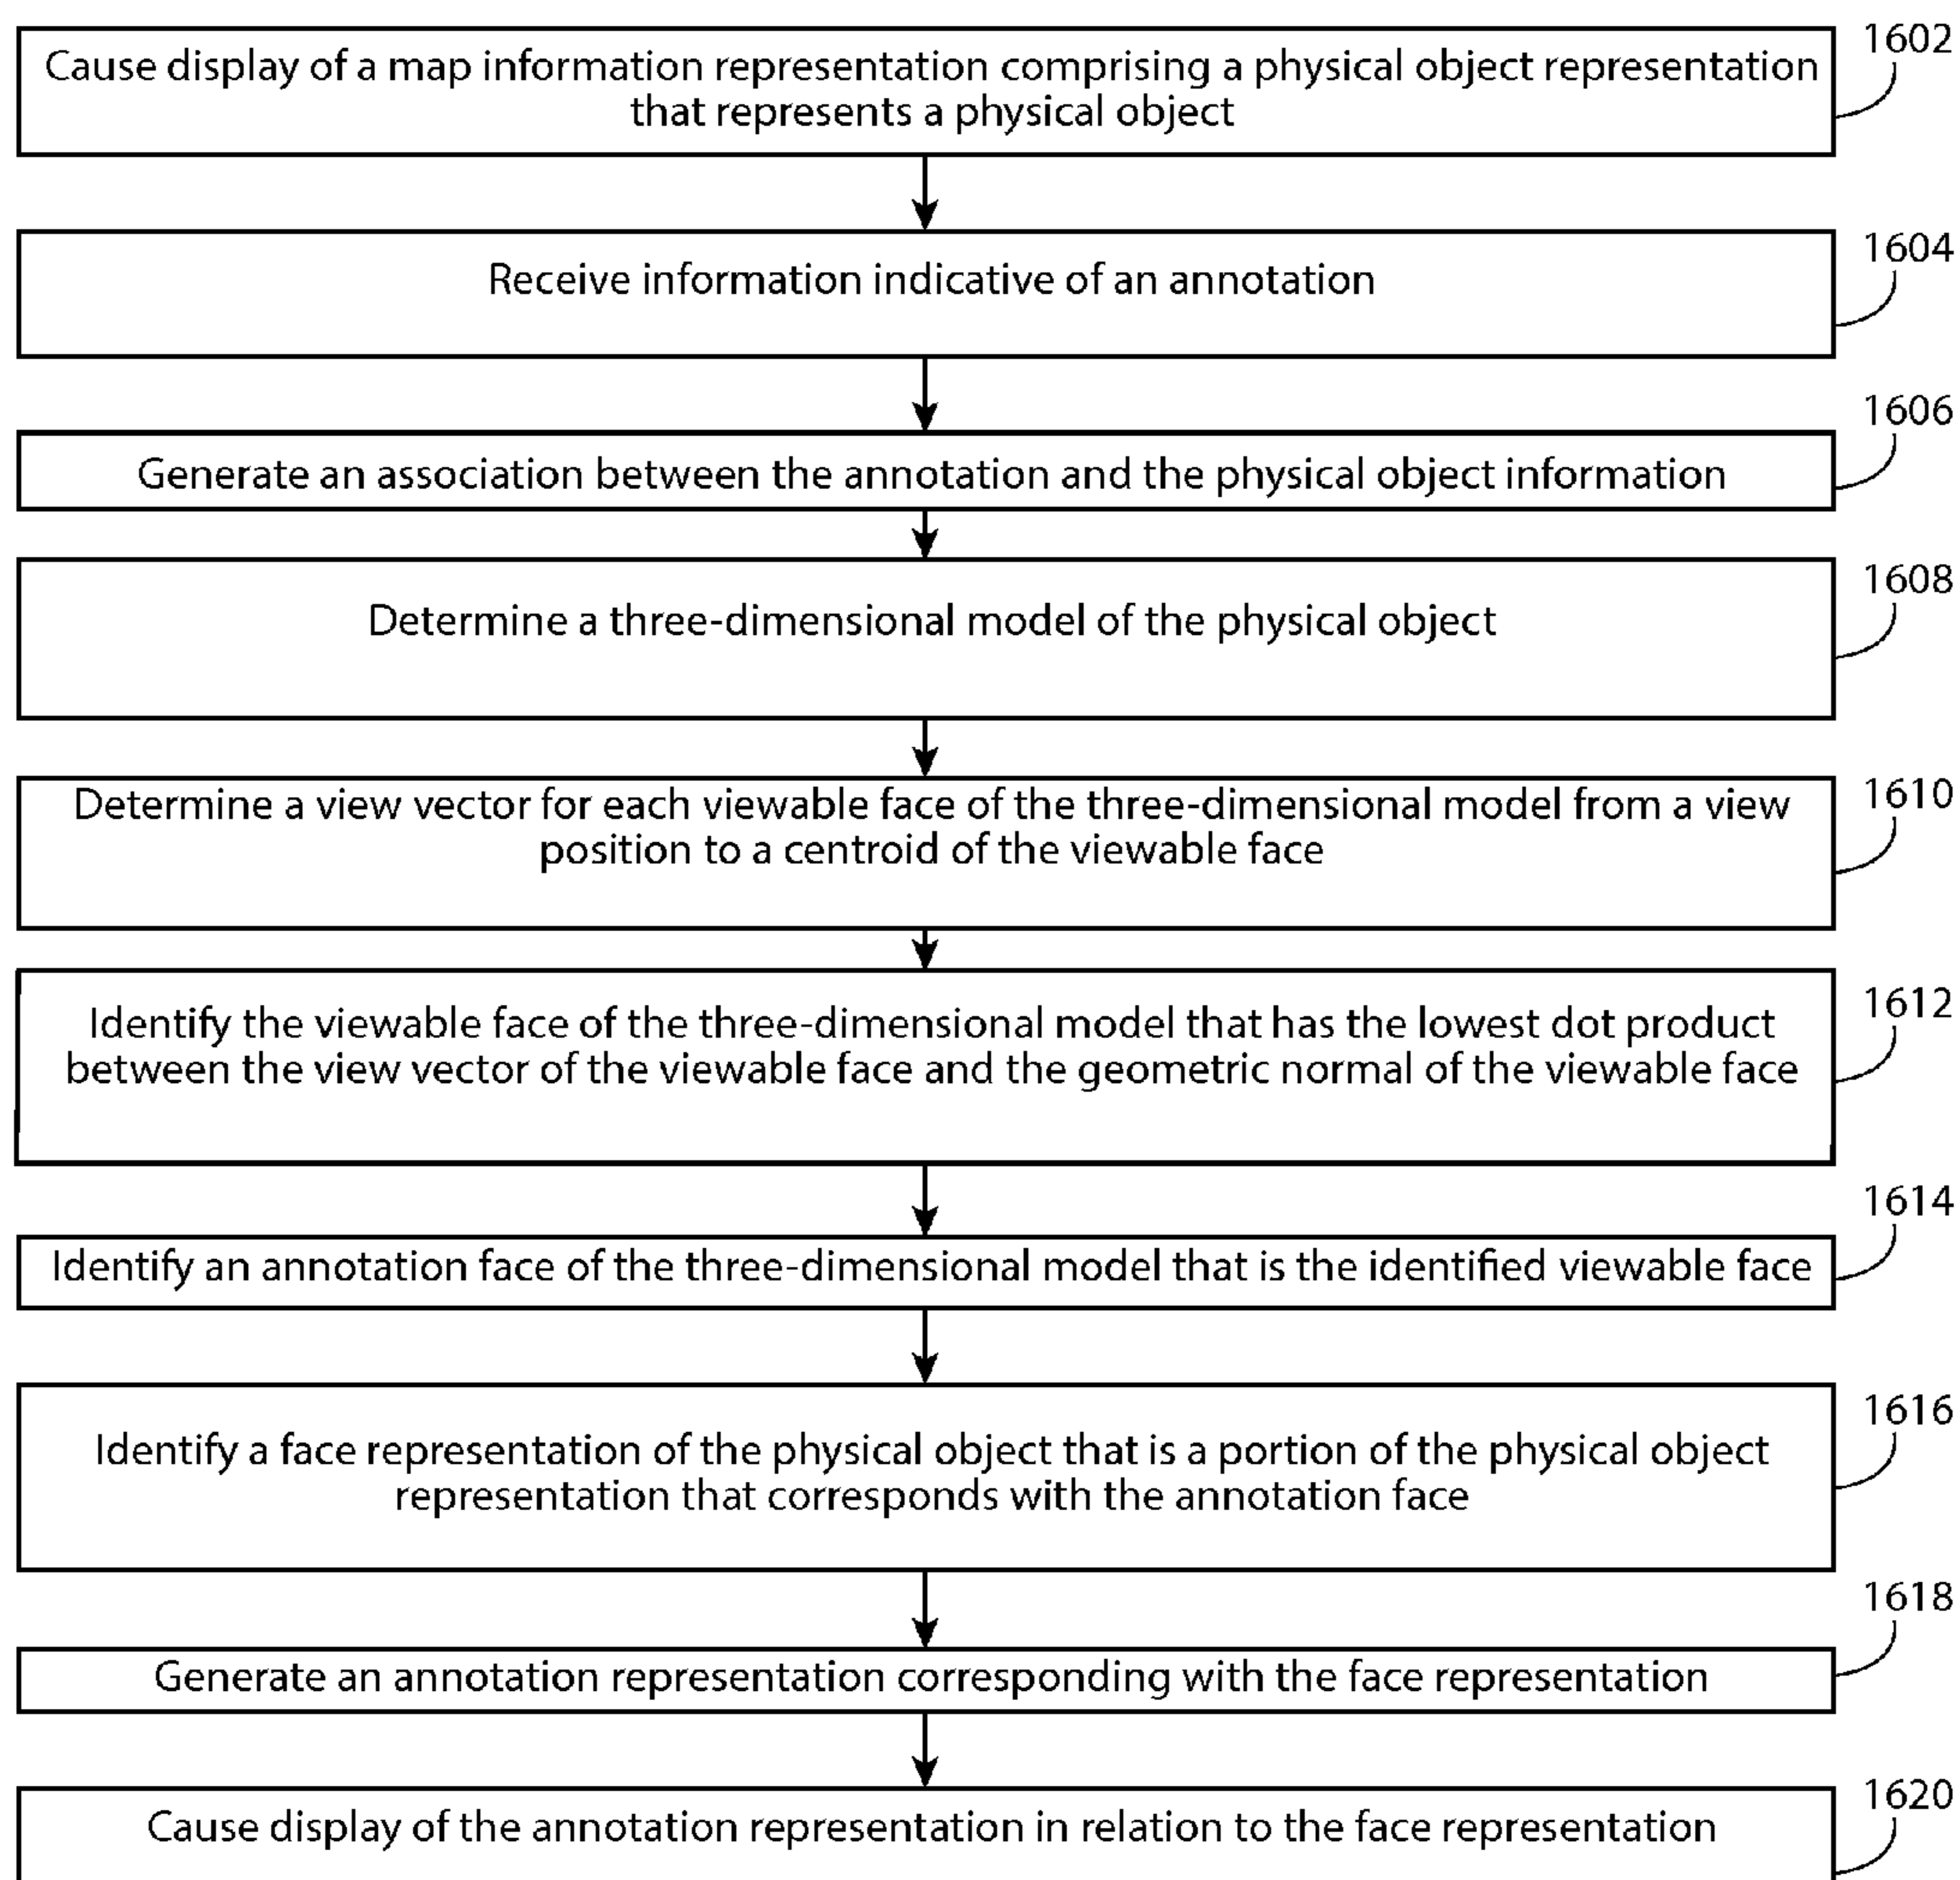 1602
Cause display of a map information representation comprising a physical object representation
that represents a physical object
1604
Receive information indicative of an annotation
1606
Generate an association between the annotation and the physical object information
1608
Determine a three-dimensional model of the physical object
1610
Determine a view vector for each viewable face of the three-dimensional model from a view
position to a centroid of the viewable face
1612
Identify the viewable face of the three-dimensional model that has the lowest dot product
between the view vector of the viewable face and the geometric normal of the viewable face
1614
Identify an annotation face of the three-dimensional model that is the identified viewable face
1616
Identify a face representation of the physical object that is a portion of the physical object
representation that corresponds with the annotation face
1618
Generate an annotation representation corresponding with the face representation
1620
Cause display of the annotation representation in relation to the face representation